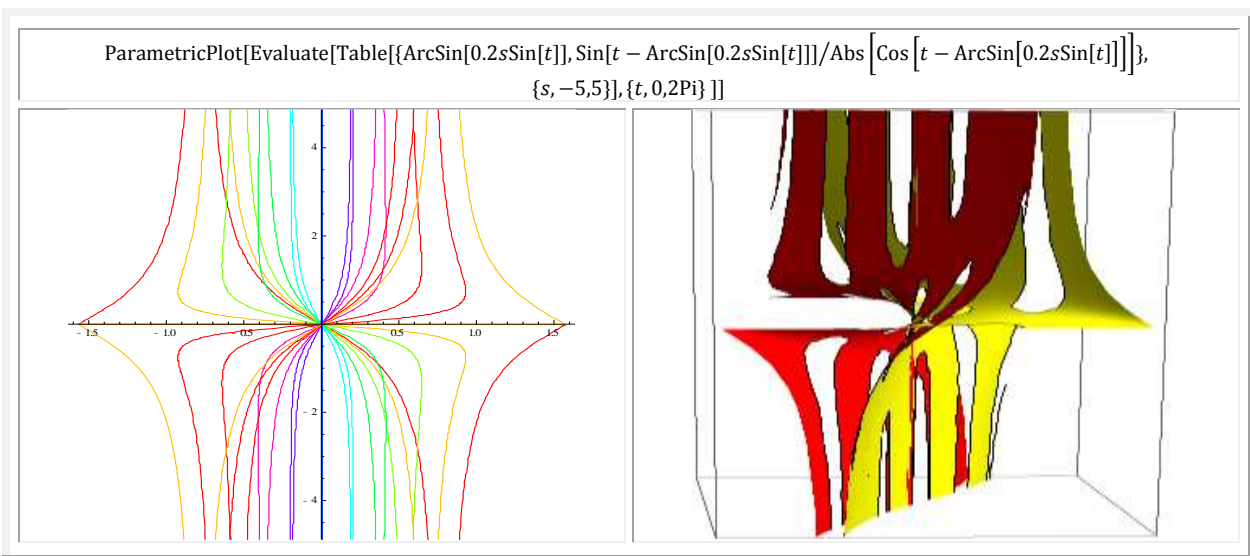 ParametricPlot[Evaluate[Table[{ArcSin[0.2sSin[t]], Sin[t − ArcSin[0.2sSin[t]]]/Abs [Cos [t − ArcSin[0.2sSin[t]]]]},
{s, −5,5}], {t, 0,2Pi} ]]
4
2
- 1.5 - 1.0 0.5 0.5 1.0 1.5
- 2
- 4